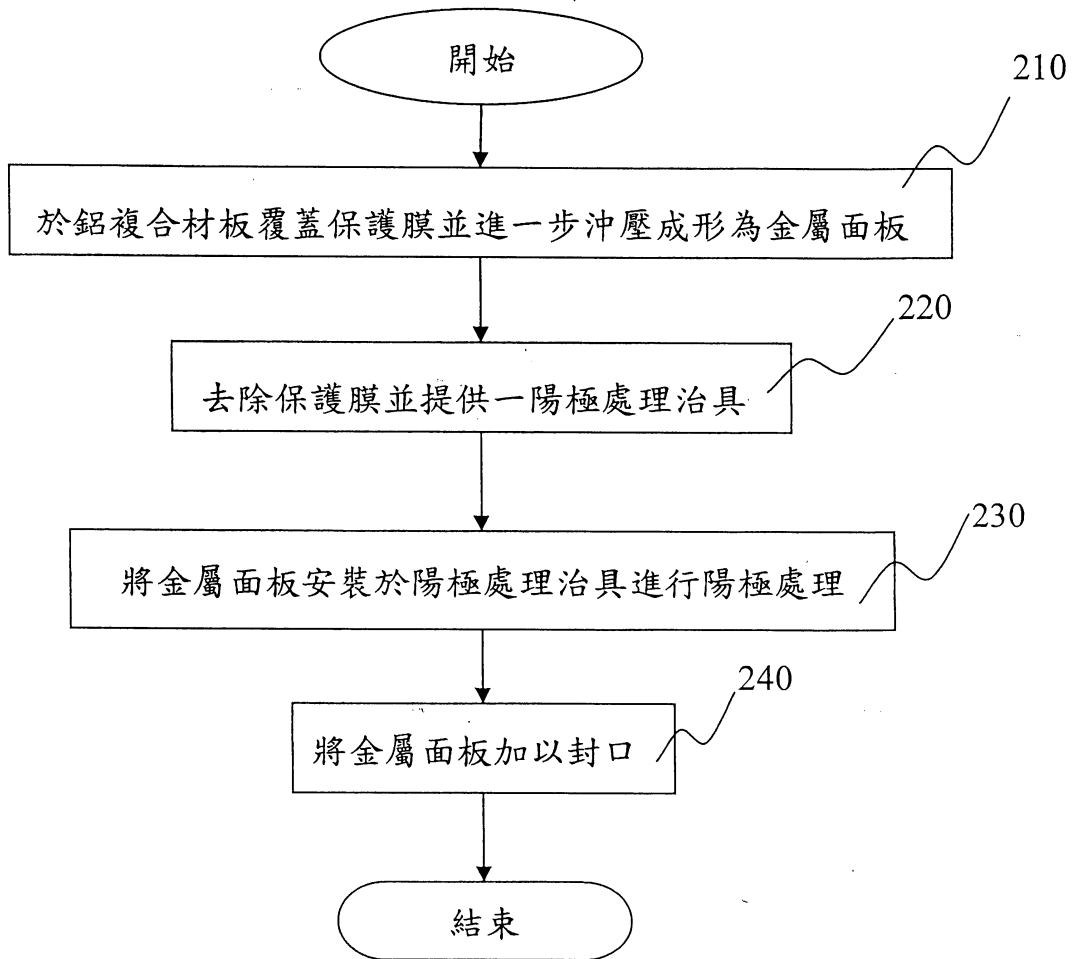 開始
210
於鋁複合材板覆蓋保護膜並進一步沖壓成形為金屬面板
220
去除保護膜並提供一陽極處理治具
230
將金屬面板安裝於陽極處理治具進行陽極處理
240
將金屬面板加以封口
結束